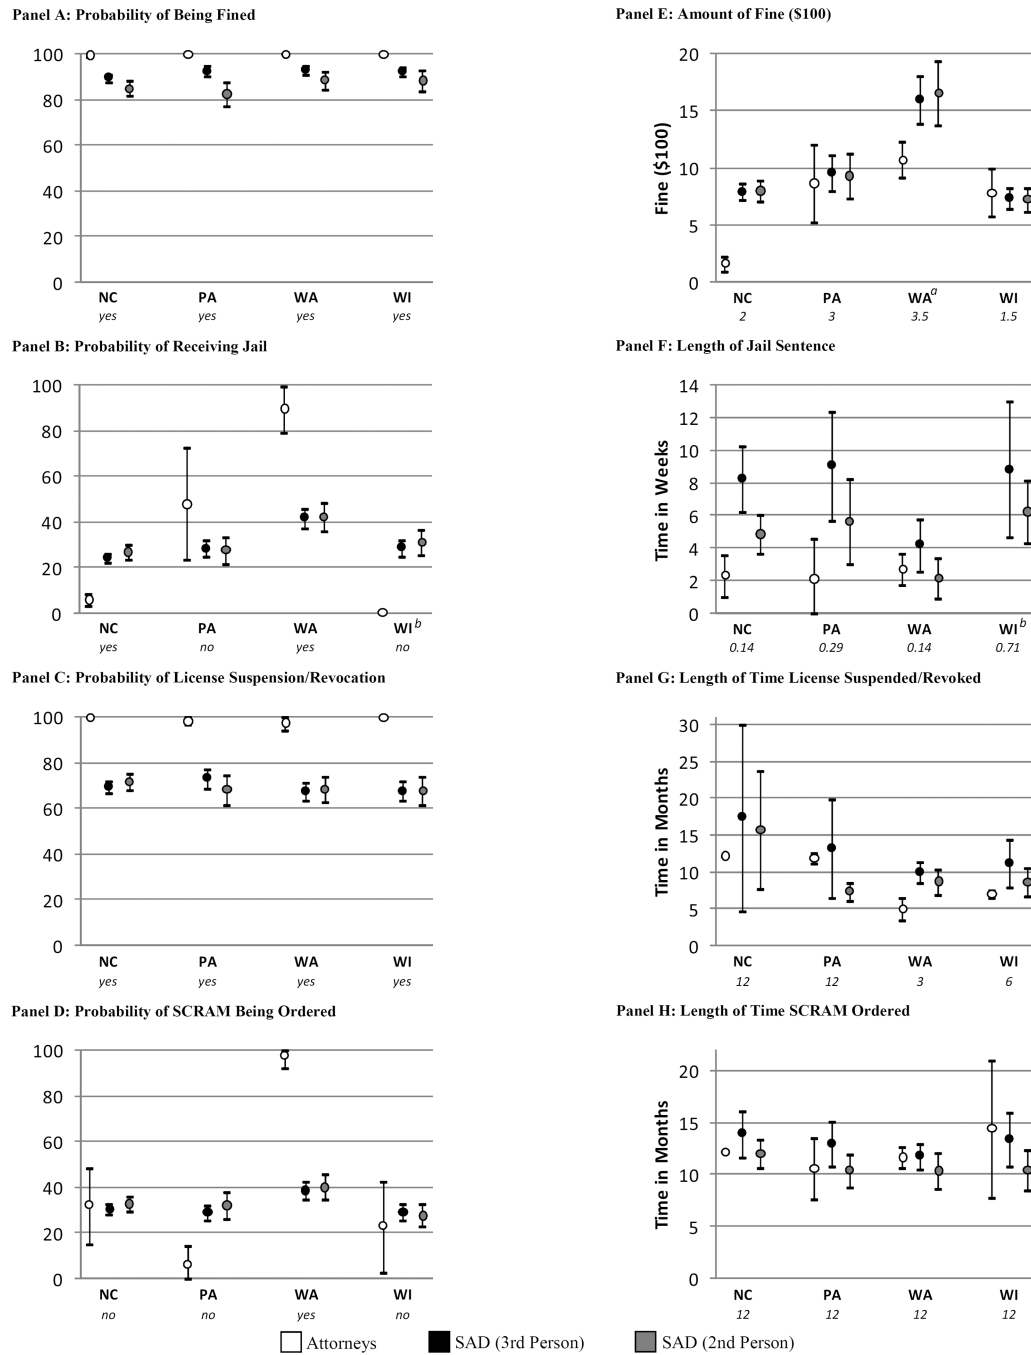 Panel A: Probability of Being Fined
100
80
60
40
20
0
NC PA WA WI
yes yes yes yes
Panel E: Amount of Fine ($100)
Fine ($100)
20
15
10
5
0
NC PA WAa WI
2 3 3.5 1.5
Panel B: Probability of Receiving Jail
100
80
60
40
20
0
NC PA WA WI b
yes no yes no
Panel F: Length of Jail Sentence
Time in Weeks
14
12
10
8
6
4
2
0
NC PA WA WI b
0.14 0.29 0.14 0.71
Panel C: Probability of License Suspension/Revocation
100
80
60
40
20
0
NC PA WA WI
yes yes yes yes
Panel G: Length of Time License Suspended/Revoked
Time in Months
30
25
20
15
10
5
0
NC PA WA WI
12 12 3 6
Panel D: Probability of SCRAM Being Ordered
100
80
60
40
20
0
NC PA WA WI
no no yes no
Panel H: Length of Time SCRAM Ordered
Time in Months
20
15
10
5
0
NC PA WA WI
12 12 12 12
Attorneys SAD (3rd Person) SAD (2nd Person)